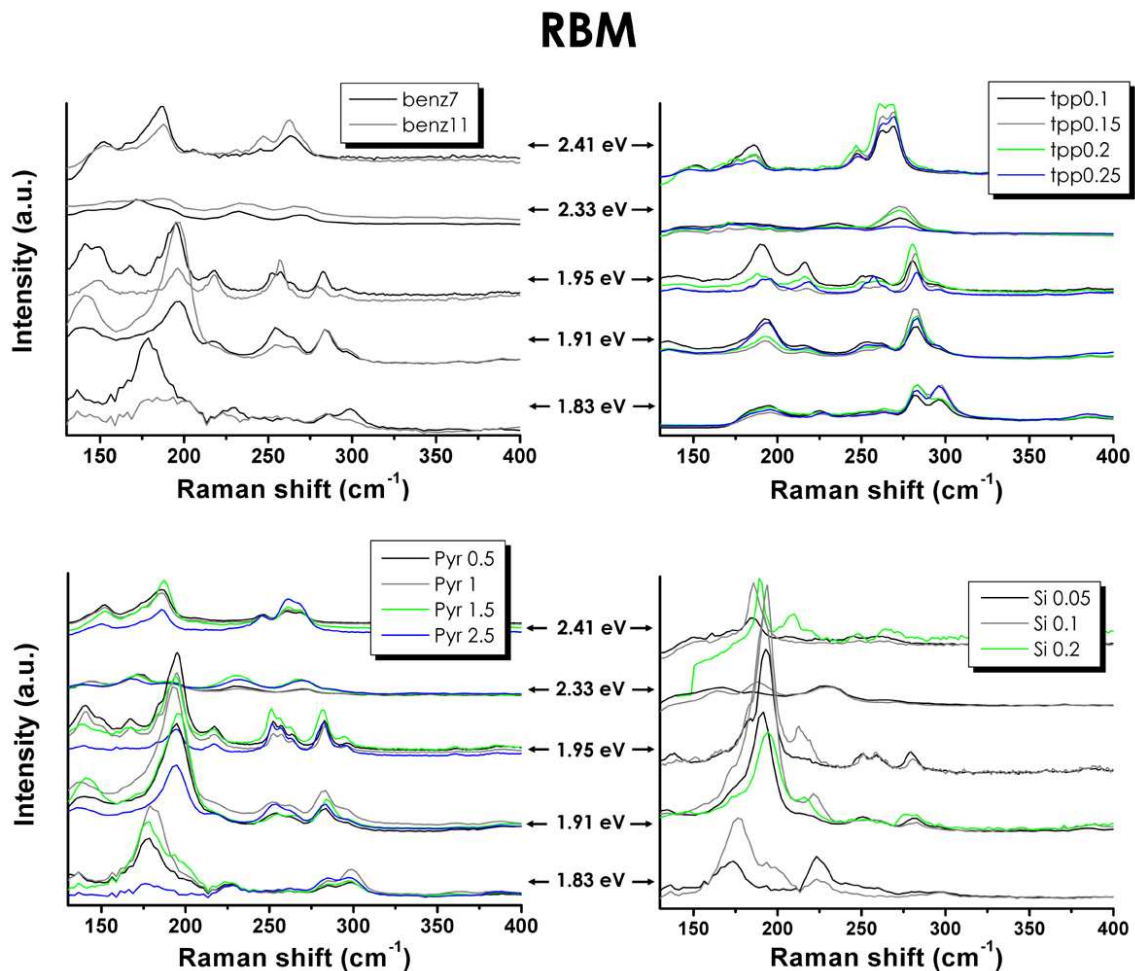 RBM
benz7
benz11
tpp0.1
tpp0.15
tpp0.2
tpp0.25
Intensity (a.u.)
2.41 eV
2.33 eV
1.95 eV
1.91 eV
1.83 eV
150 200 250 300 350 400
Raman shift (cm⁻¹)
150 200 250 300 350 400
Raman shift (cm⁻¹)
Pyr 0.5
Pyr 1
Pyr 1.5
Pyr 2.5
Si 0.05
Si 0.1
Si 0.2
Intensity (a.u.)
2.41 eV
2.33 eV
1.95 eV
1.91 eV
1.83 eV
150 200 250 300 350 400
Raman shift (cm⁻¹)
150 200 250 300 350 400
Raman shift (cm⁻¹)